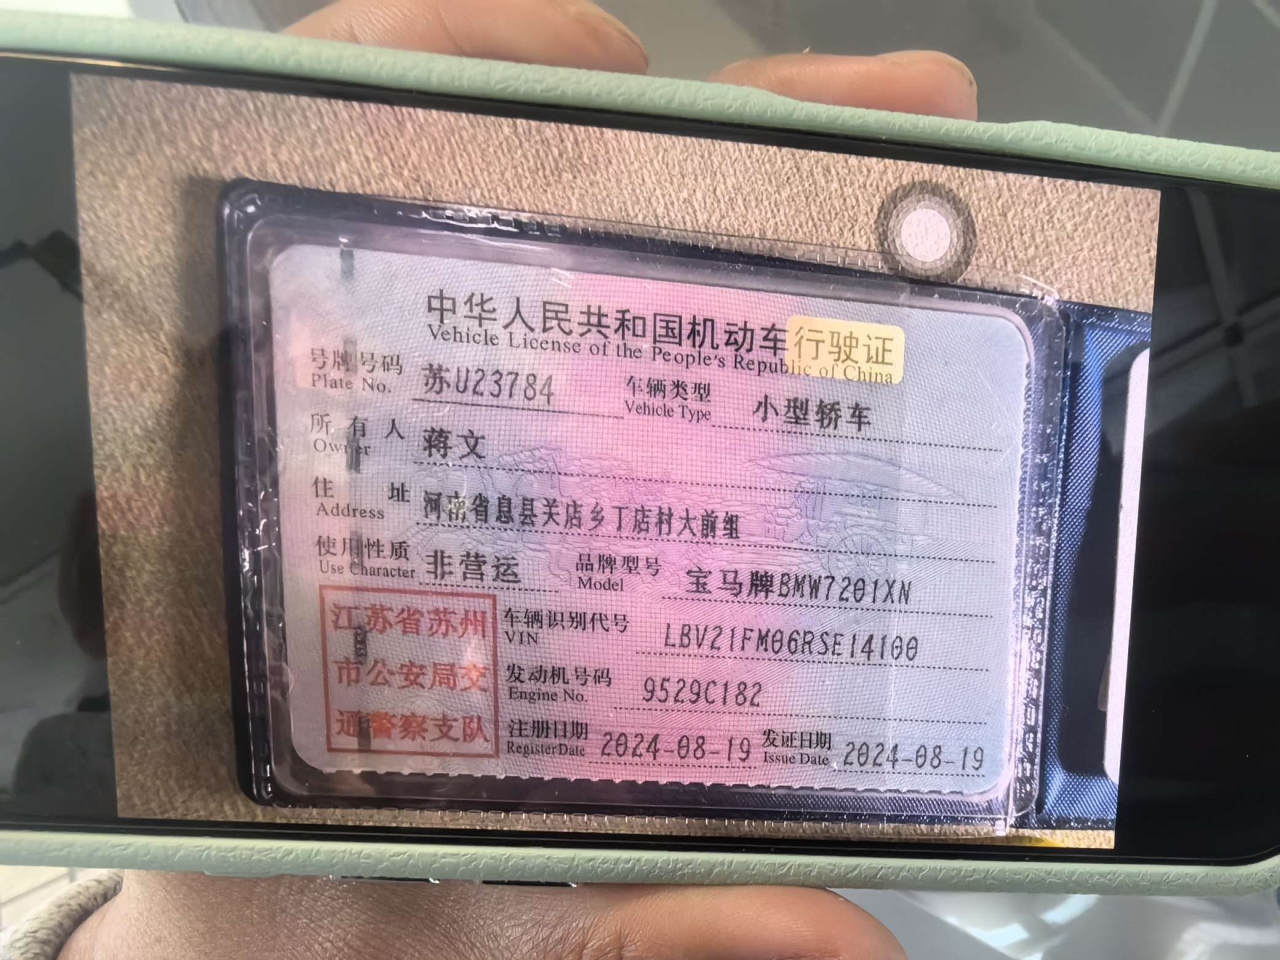 中华人民共和国机动车行驶证
Vehicle License of the People's Republic of China
号牌号码 苏U23784 车辆类型 小型轿车
Plate No. Vehicle Type
所有人 蒋文
Owner
住址 河南省息县关店乡丁店村大前组
Address
使用性质 非营运 品牌型号 宝马牌BMW7201XN
Use Character Model
江苏省苏州
市公安局交
通警察支队
车辆识别代号 LBV21FM06RSE14100
VIN
发动机号码 9529C182
Engine No.
注册日期 2024-08-19 发证日期 2024-08-19
Register Date Issue Date